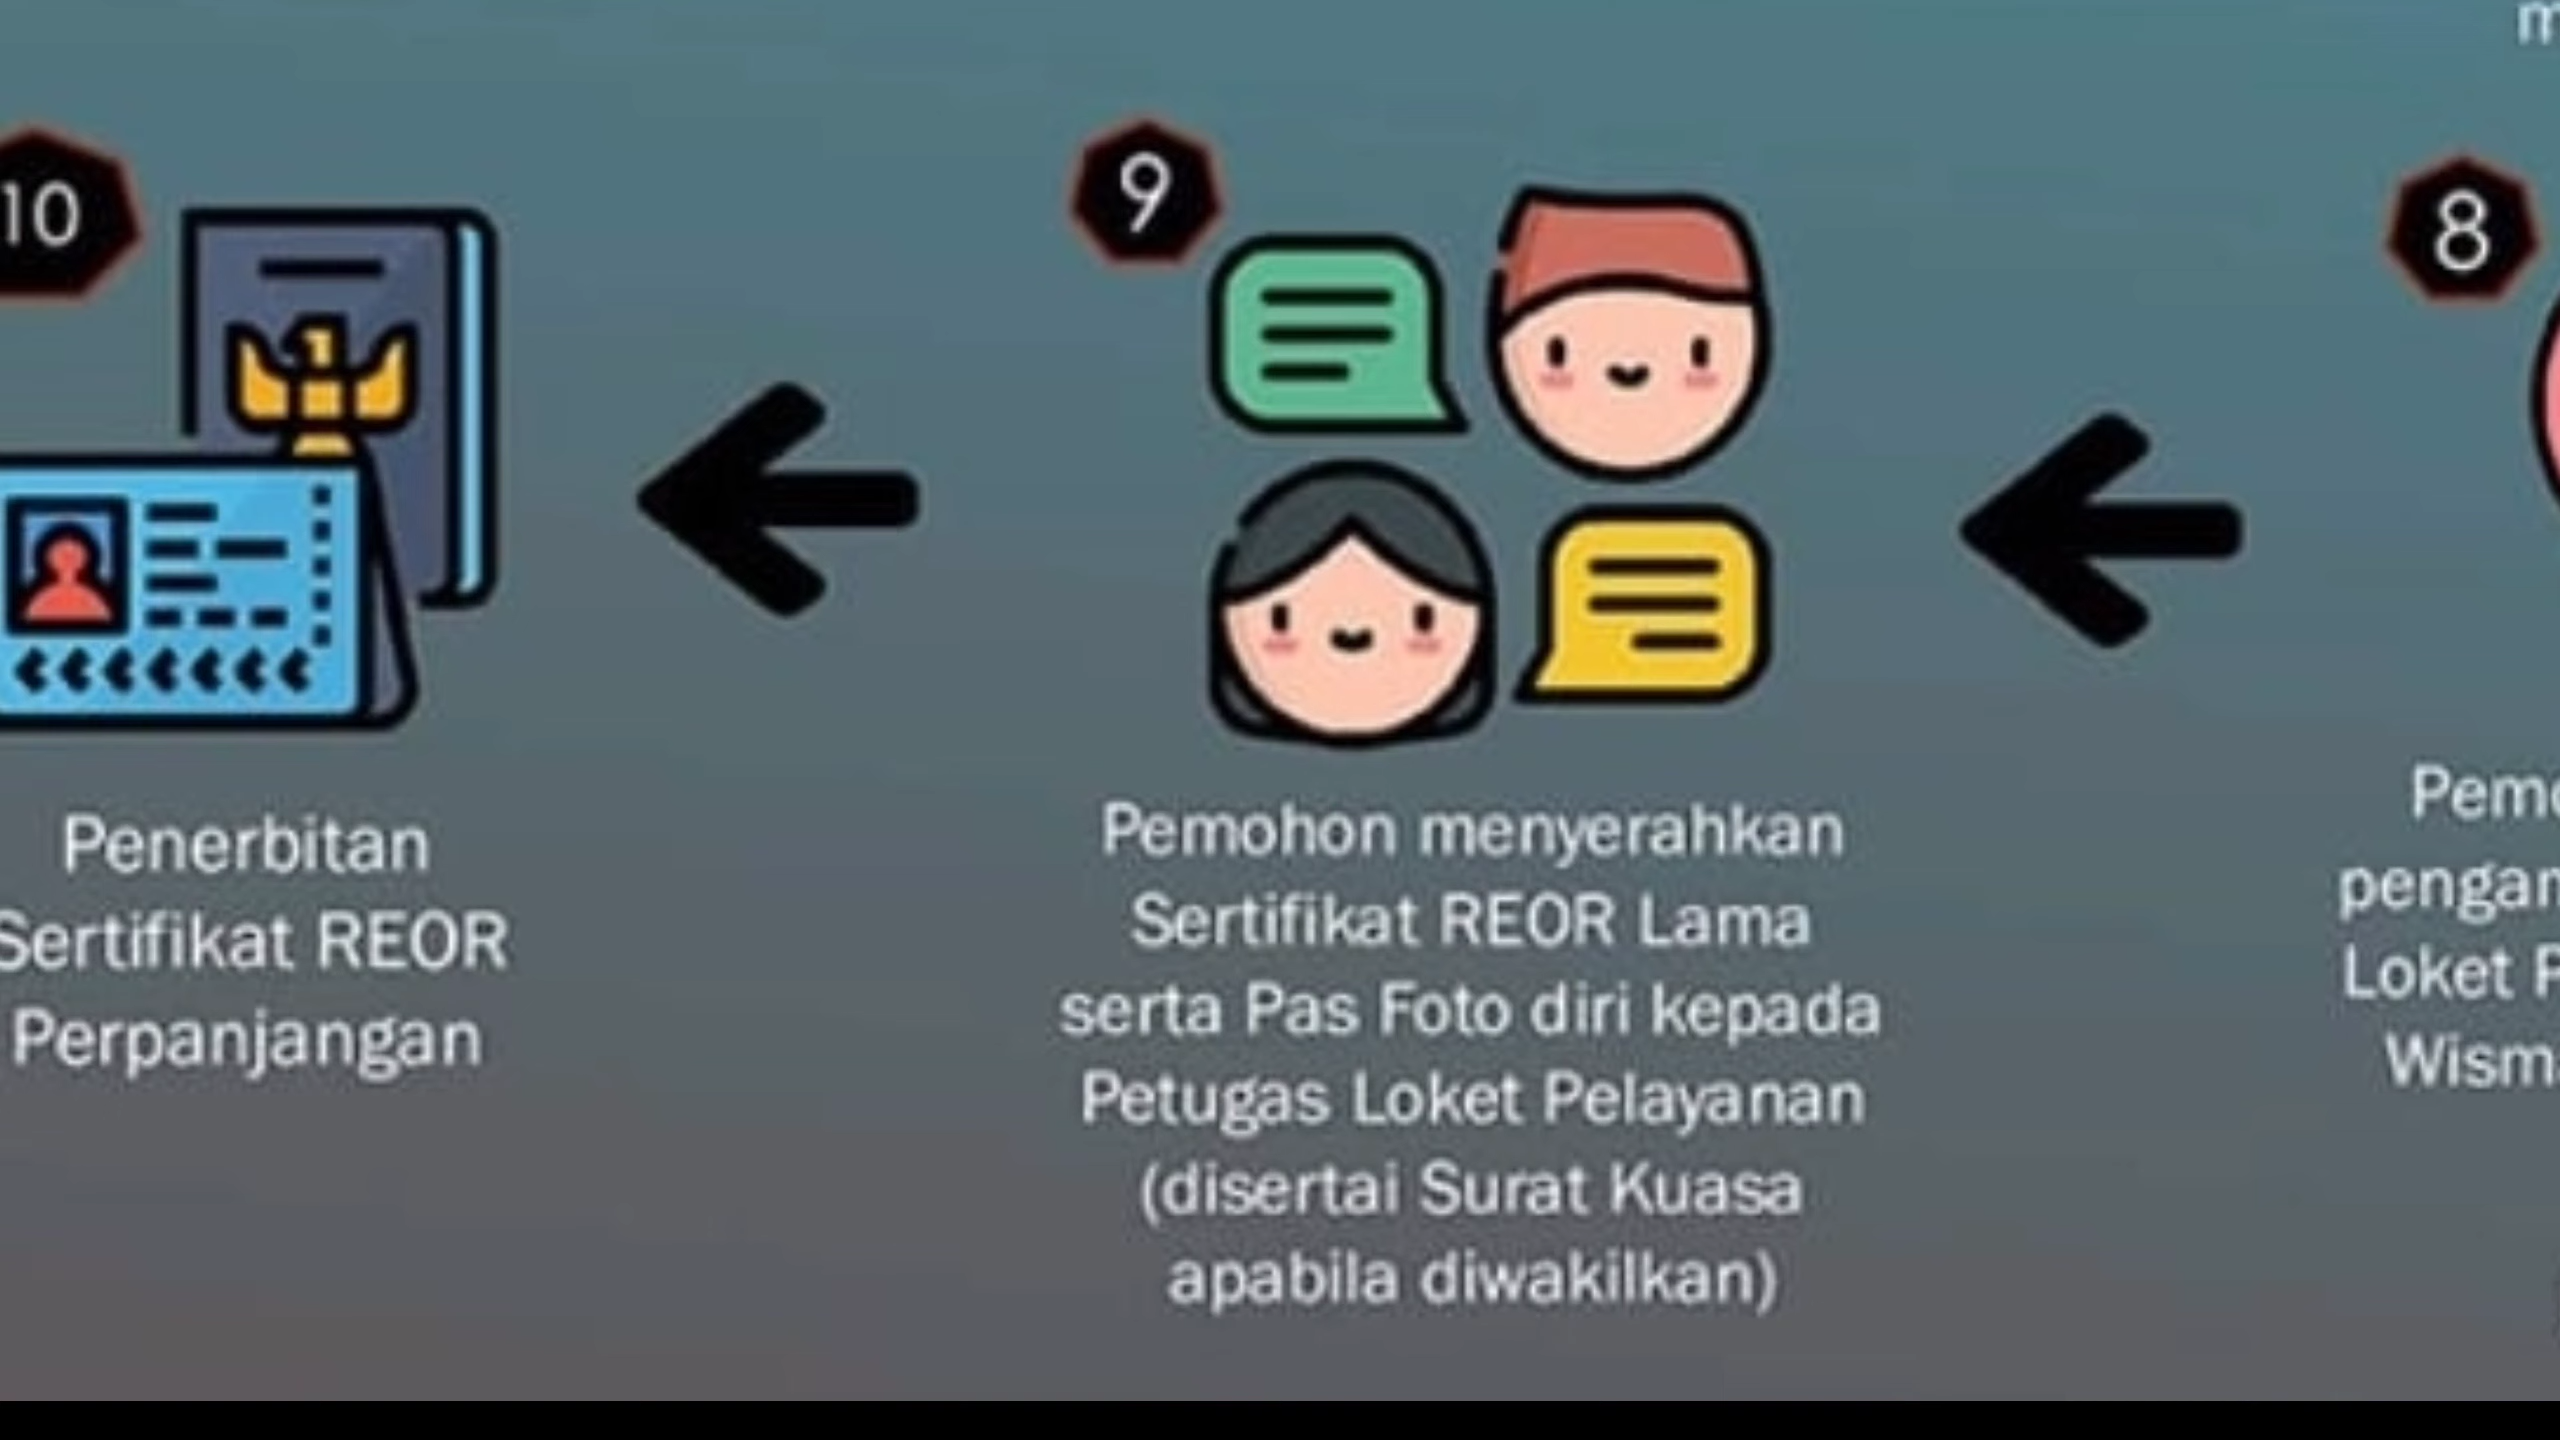 10
Penerbitan
Sertifikat REOR
Perpanjangan
9
Pemohon menyerahkan
Sertifikat REOR Lama
serta Pas Foto diri kepada
Petugas Loket Pelayanan
(disertai Surat Kuasa
apabila diwakilkan)
8
Loket